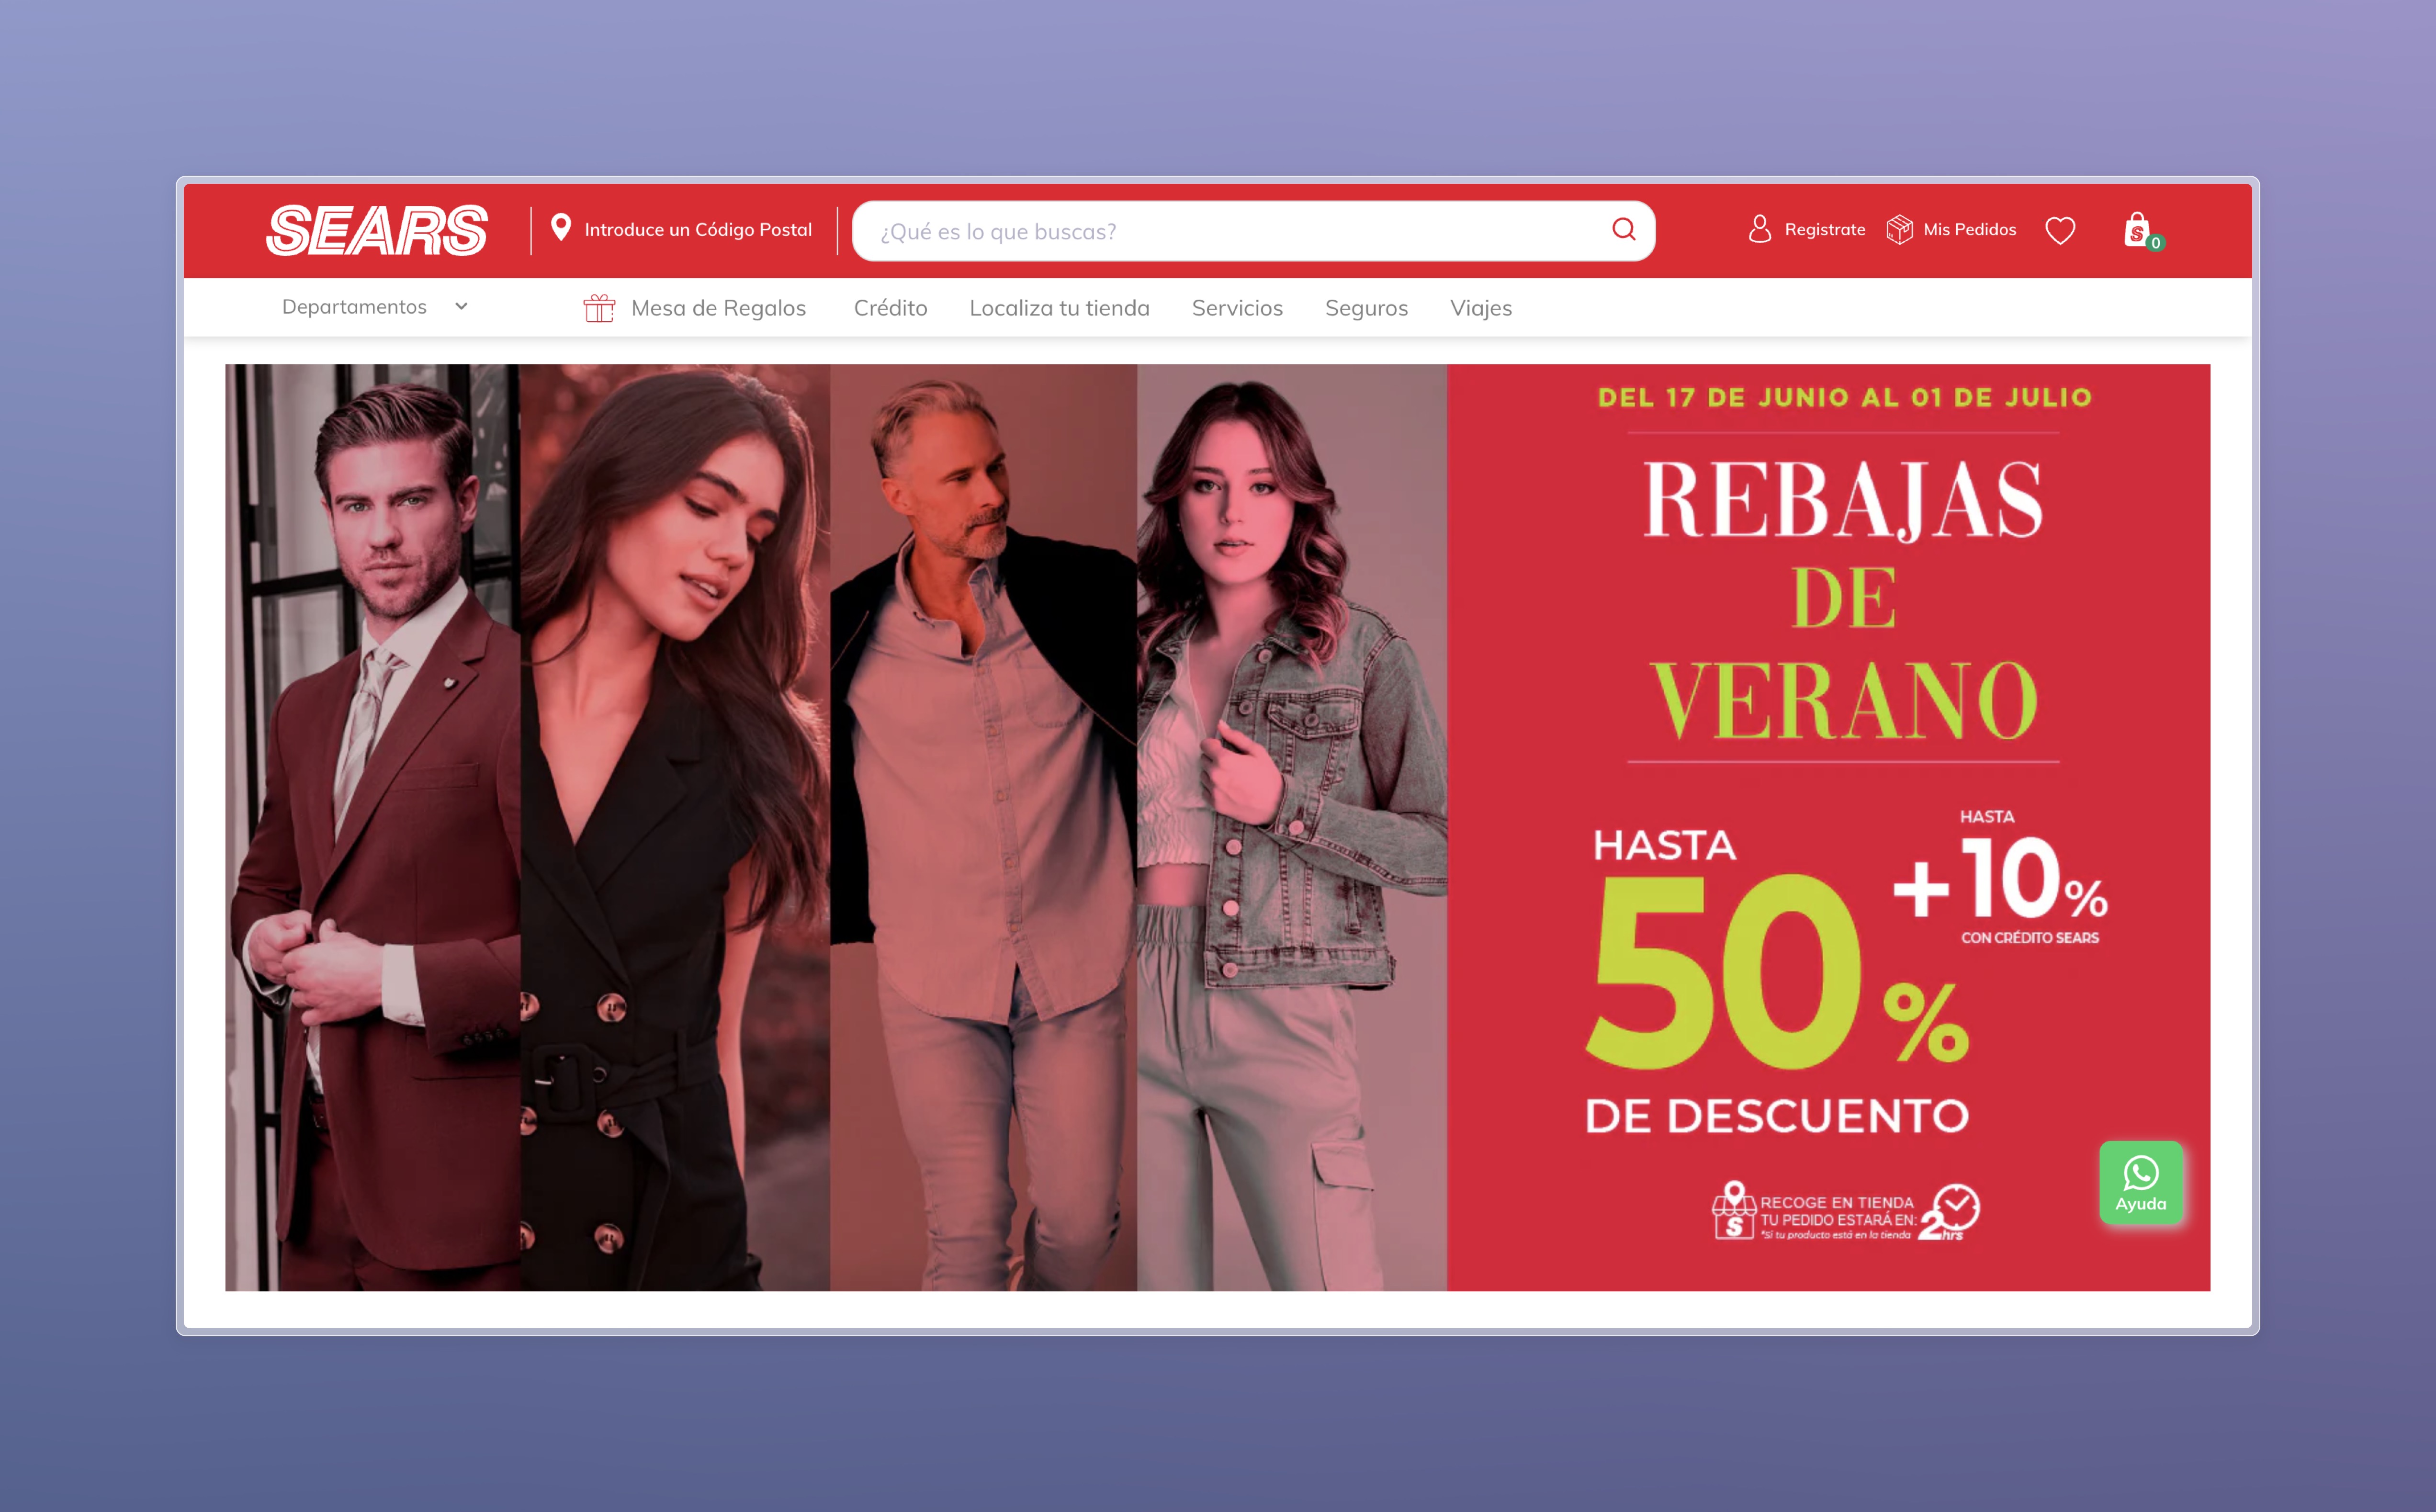 SEARS
Introduce un Código Postal
¿Qué es lo que buscas?
Registrate
Mis Pedidos
S
0
Departamentos
Mesa de Regalos
Crédito
Localiza tu tienda
Servicios
Seguros
Viajes
DEL 17 DE JUNIO AL 01 DE JULIO
REBAJAS
DE
VERANO
HASTA
50%
DE DESCUENTO
HASTA
+10%
CON CRÉDITO SEARS
S
RECOGE EN TIENDA
TU PEDIDO ESTARÁ EN:
*Si tu producto está en la tienda
2hrs
Ayuda